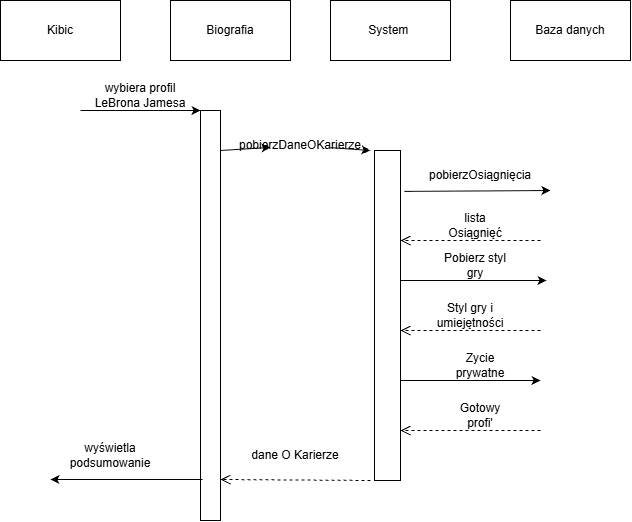 Kibic
Biografia
System
Baza danych
wybiera profil
LeBrona Jamesa
pobierzDaneOKarierze
pobierzOsiągnięcia
lista
Osiągnięć
Pobierz styl
gry
Styl gry i
umiejętności
Zycie
prywatne
Gotowy
profi'
wyświetla
podsumowanie
dane O Karierze